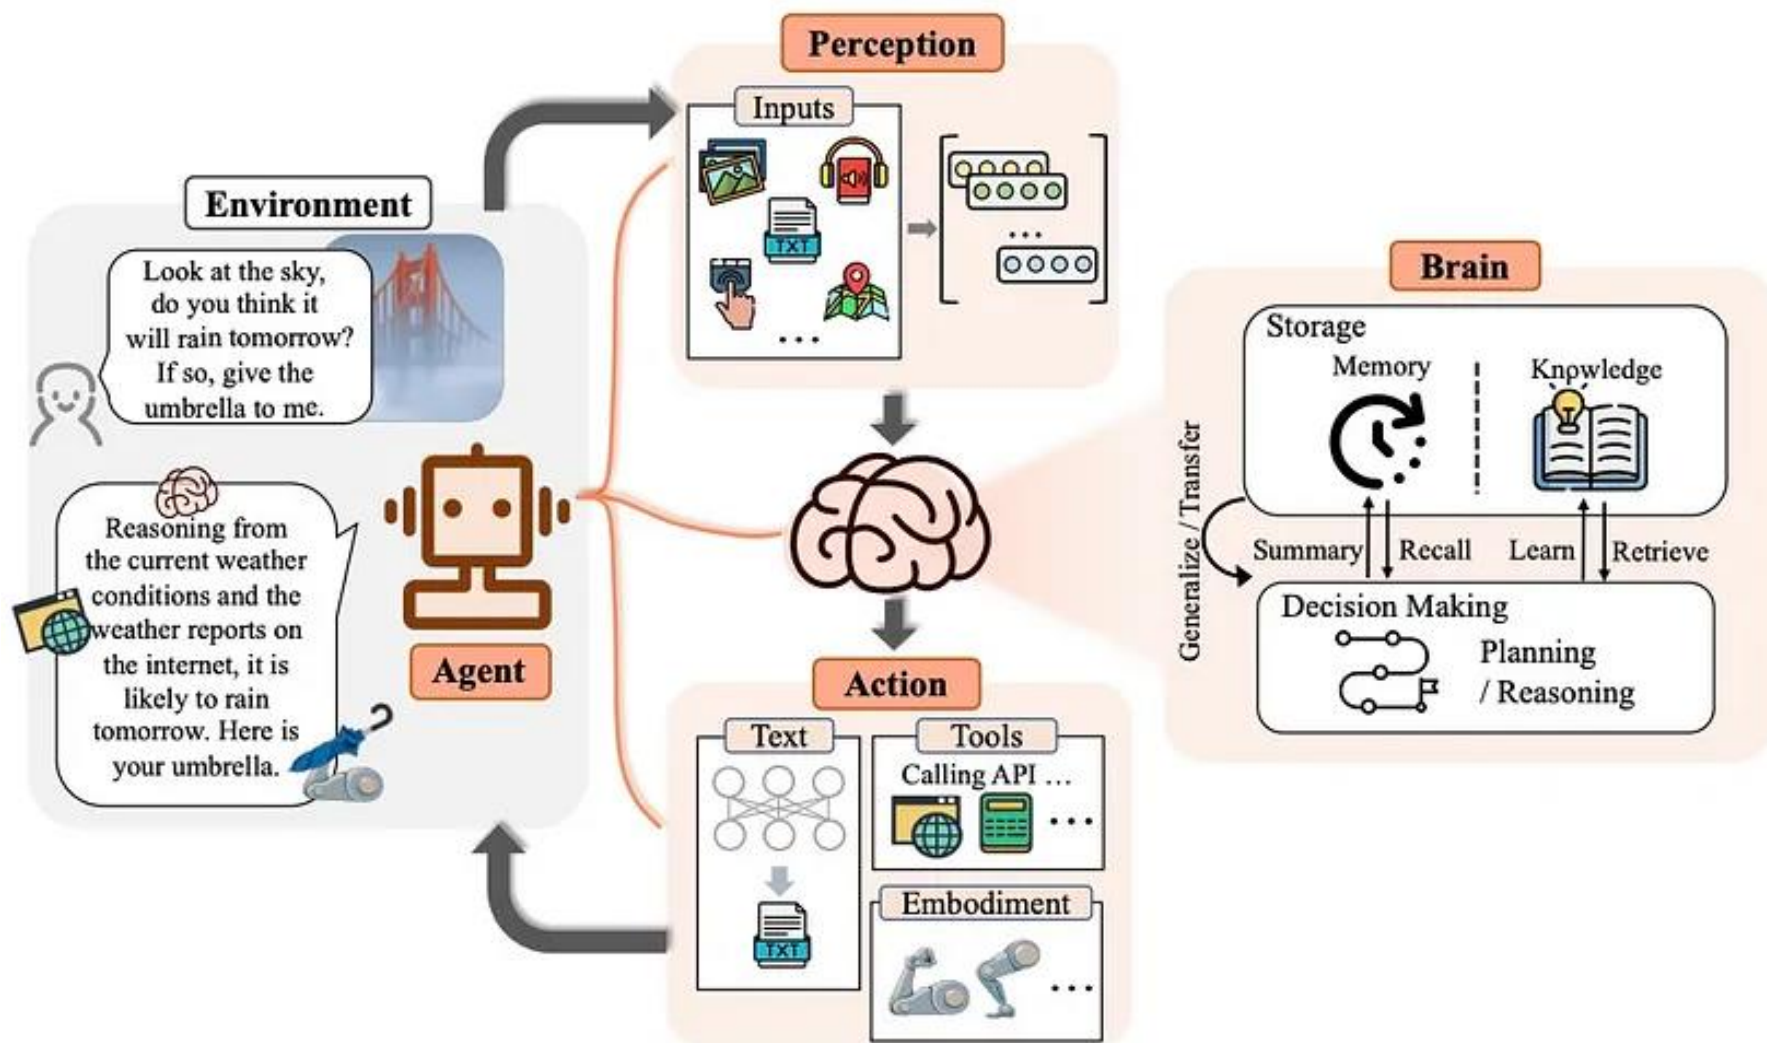 Perception
Inputs
TXT
...
...
Environment
Look at the sky,
do you think it
will rain tomorrow?
If so, give the
umbrella to me.
Reasoning from
the current weather
conditions and the
weather reports on
the internet, it is
likely to rain
tomorrow. Here is
your umbrella.
Agent
Action
Text
TXT
Tools
Calling API ...
...
Embodiment
...
Brain
Storage
Memory
Knowledge
Generalize / Transfer
Summary
Recall
Learn
Retrieve
Decision Making
Planning
/ Reasoning